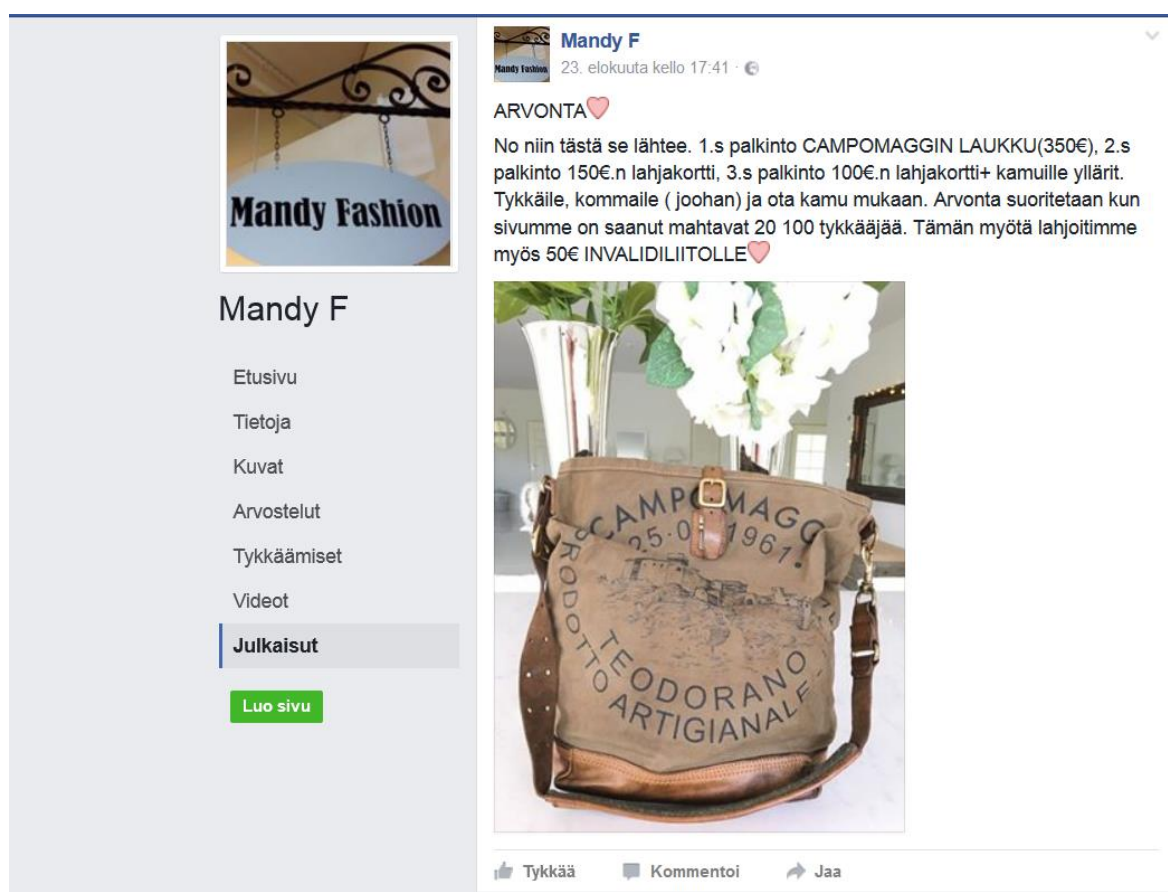 Mandy Fashion
Mandy F
Etusivu
Tietoja
Kuvat
Arvostelut
Tykkäämiset
Videot
Julkaisut
Luo sivu
Mandy Fashion
Mandy F
23. elokuuta kello 17:41 ·
ARVONTA
No niin tästä se lähtee. 1.s palkinto CAMPOMAGGIN LAUKKU(350€), 2.s
palkinto 150€.n lahjakortti, 3.s palkinto 100€.n lahjakortti+ kamuille yllärit.
Tykkäile, kommaile ( joohan) ja ota kamu mukaan. Arvonta suoritetaan kun
sivumme on saanut mahtavat 20 100 tykkääjää. Tämän myötä lahjoitimme
myös 50€ INVALIDILIITOLLE
CAMPOMAGG
25·0 1961·
PRODOTTO
TEODORANO
ARTIGIANALE
Tykkää Kommentoi Jaa